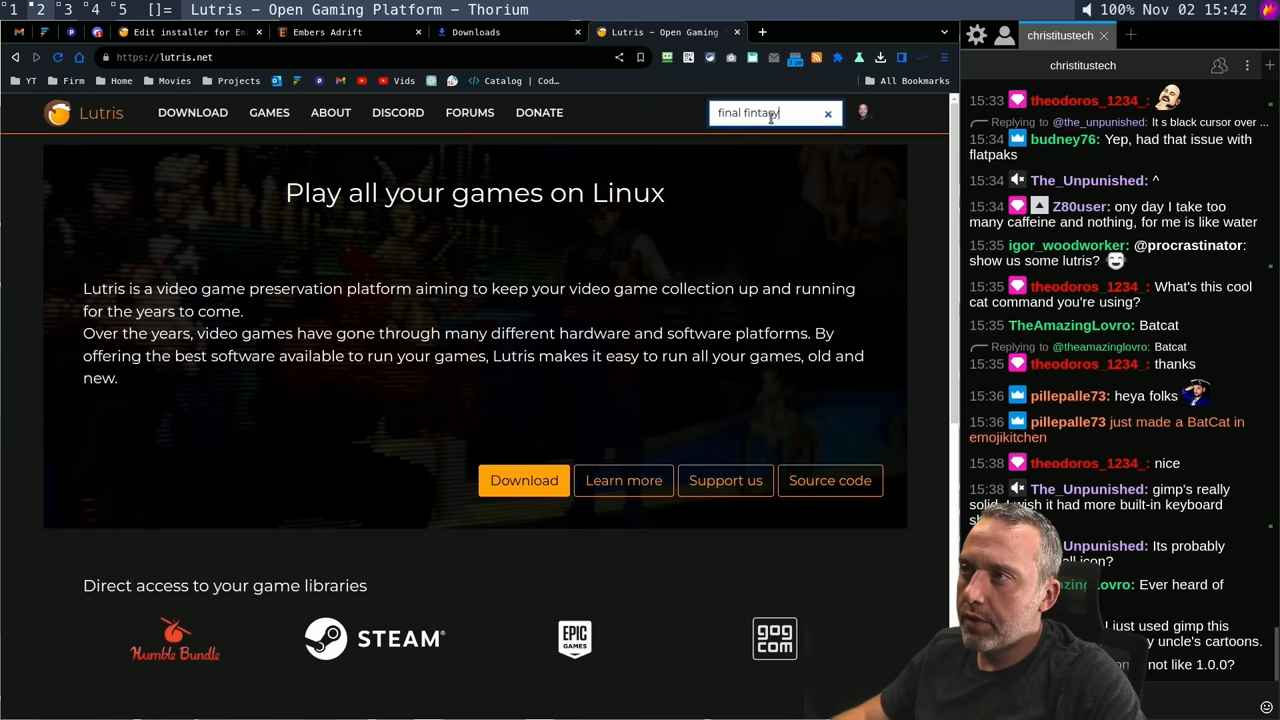 1 2 3 4 5 []= Lutris – Open Gaming Platform – Thorium 100% Nov 02 15:42
Edit installer for Em × Embers Adrift × Downloads × Lutris – Open Gaming × +
https://lutris.net
YT Firm Home Movies Projects Vids Catalog | Cod... All Bookmarks
Lutris DOWNLOAD GAMES ABOUT DISCORD FORUMS DONATE final fintasy ×
Play all your games on Linux
Lutris is a video game preservation platform aiming to keep your video game collection up and running
for the years to come.
Over the years, video games have gone through many different hardware and software platforms. By
offering the best software available to run your games, Lutris makes it easy to run all your games, old and
new.
Download Learn more Support us Source code
Direct access to your game libraries
Humble Bundle STEAM EPIC GAMES gog com
christitustech × +
christitustech
15:33 theodoros_1234_:
Replying to @the_unpunished: It s black cursor over ...
15:34 budney76: Yep, had that issue with
flatpaks
15:34 The_Unpunished: ^
15:34 Z80user: ony day I take too
many caffeine and nothing, for me is like water
15:35 igor_woodworker: @procrastinator:
show us some lutris?
15:35 theodoros_1234_: What's this cool
cat command you're using?
15:35 TheAmazingLovro: Batcat
Replying to @theamazinglovro: Batcat
15:35 theodoros_1234_: thanks
15:36 pillepalle73: heya folks
15:36 pillepalle73 just made a BatCat in
emojikitchen
15:38 theodoros_1234_: nice
15:38 The_Unpunished: gimp's really
solid, I wish it had more built-in keyboard
Unpunished: Its probably
all icon?
azingLovro: Ever heard of
I just used gimp this
y uncle's cartoons.
not like 1.0.0?